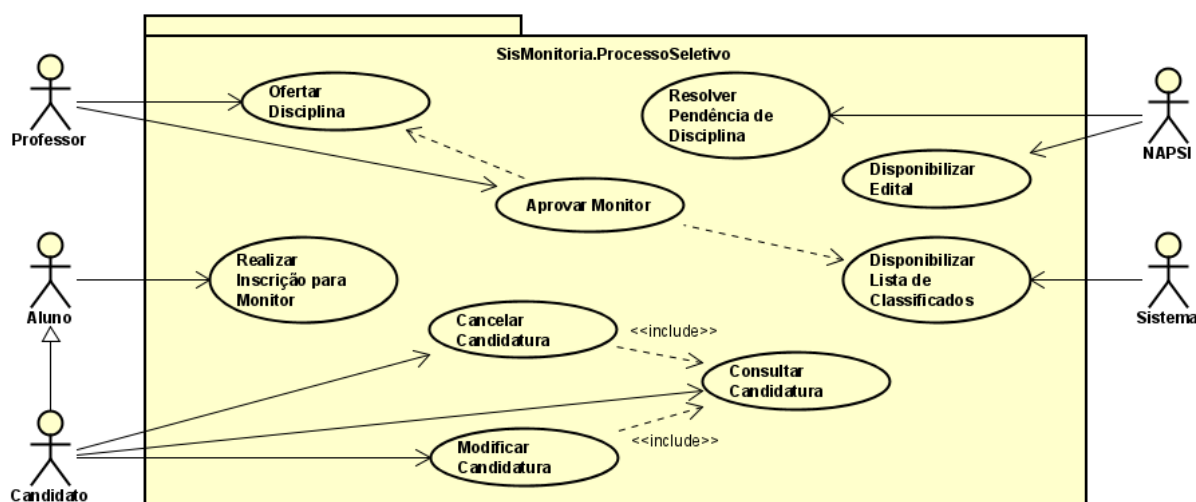 SisMonitoria.ProcessoSeletivo
Professor
Ofertar
Disciplina
Resolver
Pendência de
Disciplina
NAPSI
Disponibilizar
Edital
Aprovar Monitor
Aluno
Realizar
Inscrição para
Monitor
Disponibilizar
Lista de
Classificados
Sistema
Cancelar
Candidatura
<<include>>
Consultar
Candidatura
<<include>>
Modificar
Candidatura
Candidato